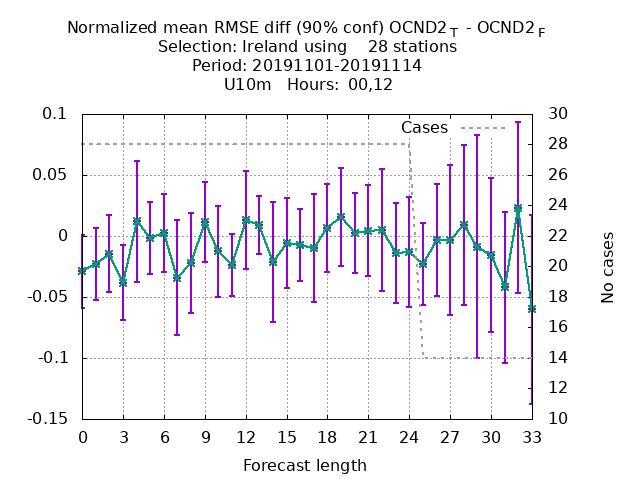 Normalized mean RMSE diff (90% conf) OCND2 T - OCND2 F
Selection: Ireland using 28 stations
Period: 20191101-20191114
U10m Hours: 00,12
0.1
0.05
0
-0.05
-0.1
-0.15
Cases
30
28
26
24
22
20
18
16
14
12
10
No cases
0 3 6 9 12 15 18 21 24 27 30 33
Forecast length